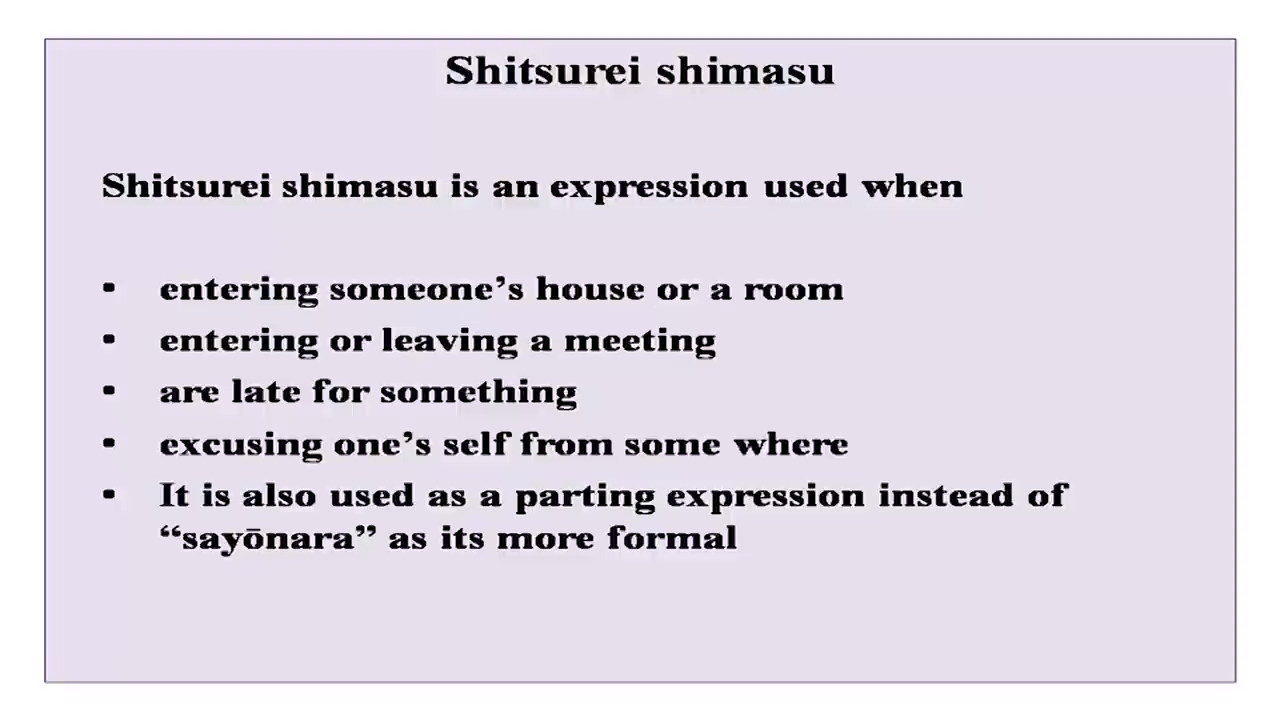 Shitsurei shimasu
Shitsurei shimasu is an expression used when
• entering someone’s house or a room
• entering or leaving a meeting
• are late for something
• excusing one’s self from some where
• It is also used as a parting expression instead of
“sayōnara” as its more formal